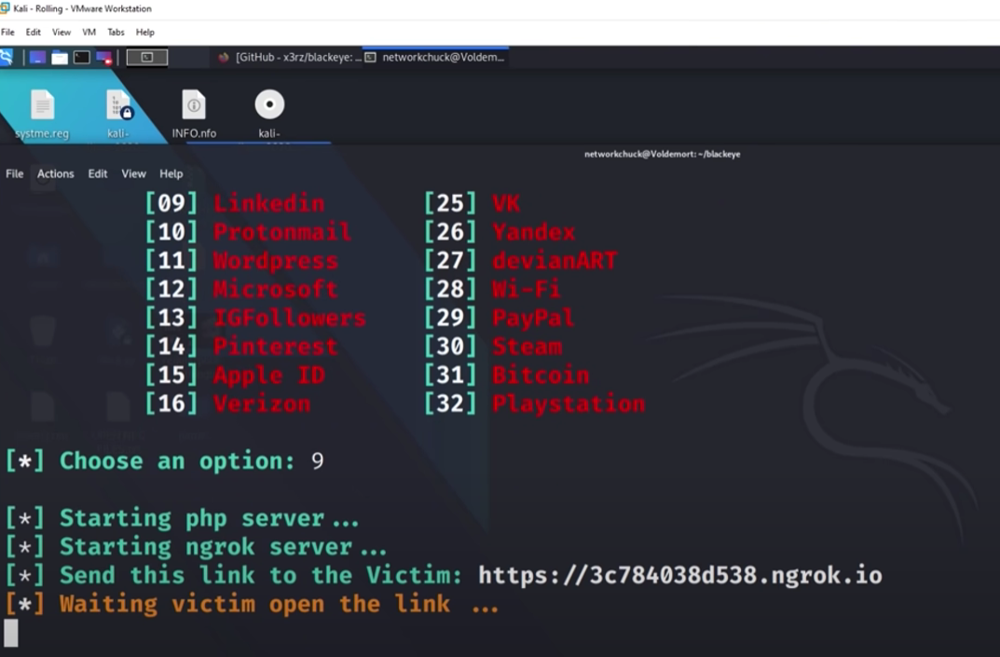 Kali - Rolling - VMware Workstation
File Edit View VM Tabs Help
[GitHub - x3rz/blackeye: ... networkchuck@Voldem...
systme.reg kali- INFO.nfo kali-
networkchuck@Voldemort: ~/blackeye
File Actions Edit View Help
[09] Linkedin [25] VK
[10] Protonmail [26] Yandex
[11] Wordpress [27] devianART
[12] Microsoft [28] Wi-Fi
[13] IGFollowers [29] PayPal
[14] Pinterest [30] Steam
[15] Apple ID [31] Bitcoin
[16] Verizon [32] Playstation
[*] Choose an option: 9
[*] Starting php server...
[*] Starting ngrok server...
[*] Send this link to the Victim: https://3c784038d538.ngrok.io
[*] Waiting victim open the link ...